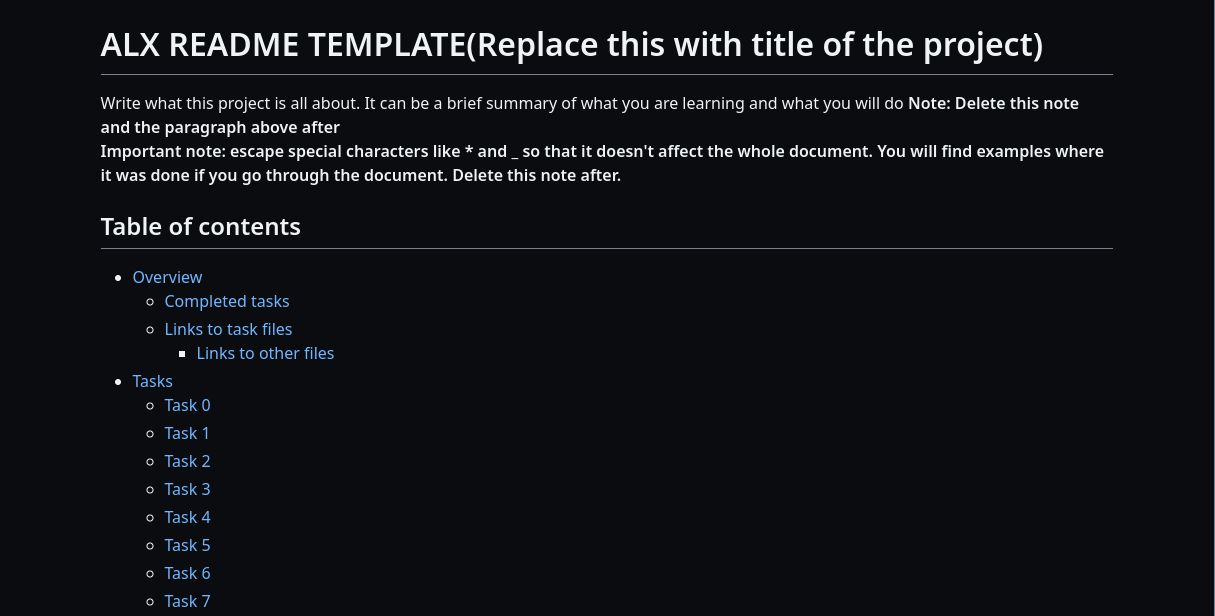 ALX README TEMPLATE(Replace this with title of the project)
Write what this project is all about. It can be a brief summary of what you are learning and what you will do Note: Delete this note
and the paragraph above after
Important note: escape special characters like * and _ so that it doesn't affect the whole document. You will find examples where
it was done if you go through the document. Delete this note after.
Table of contents
Overview
Completed tasks
Links to task files
Links to other files
Tasks
Task 0
Task 1
Task 2
Task 3
Task 4
Task 5
Task 6
Task 7